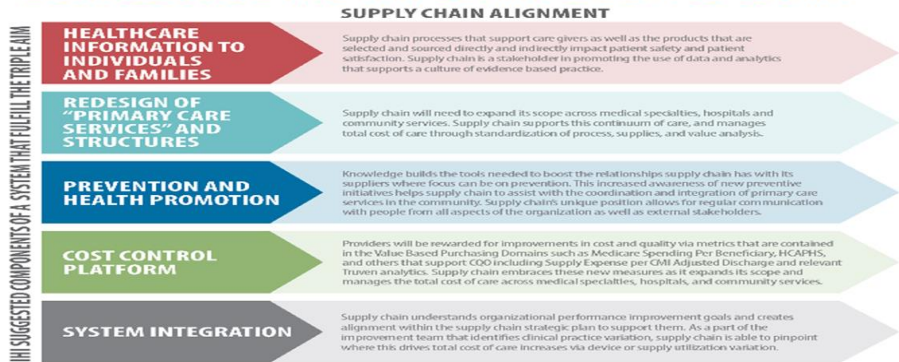 SUPPLY CHAIN ALIGNMENT
IHI SUGGESTED COMPONENTS OF A SYSTEM THAT FULFILL THE TRIPLE AIM
HEALTHCARE
INFORMATION TO
INDIVIDUALS
AND FAMILIES
Supply chain processes that support care givers as well as the products that are
selected and sourced directly and indirectly impact patient safety and patient
satisfaction. Supply chain is a stakeholder in promoting the use of data and analytics
that supports a culture of evidence based practice.
REDESIGN OF
"PRIMARY CARE
SERVICES" AND
STRUCTURES
Supply chain will need to expand its scope across medical specialties, hospitals and
community services. Supply chain supports this continuum of care, and manages
total cost of care through standardization of process, supplies, and value analysis.
PREVENTION AND
HEALTH PROMOTION
Knowledge builds the tools needed to boost the relationships supply chain has with its
suppliers where focus can be on prevention. This increased awareness of new preventive
initiatives helps supply chain to assist with the coordination and integration of primary care
services in the community. Supply chain's unique position allows for regular communication
with people from all aspects of the organization as well as external stakeholders.
COST CONTROL
PLATFORM
Providers will be rewarded for improvements in cost and quality via metrics that are contained
in the Value Based Purchasing Domains such as Medicare Spending Per Beneficiary, HCAPHS,
and others that support CQO including Supply Expense per CMI Adjusted Discharge and relevant
Truven analytics. Supply chain embraces these new measures as it expands its scope and
manages the total cost of care across medical specialties, hospitals, and community services.
SYSTEM INTEGRATION
Supply chain understands organizational performance improvement goals and creates
alignment within the supply chain strategic plan to support them. As a part of the
improvement team that identifies clinical practice variation, supply chain is able to pinpoint
where this drives total cost of care increases via device or supply utilization variation.